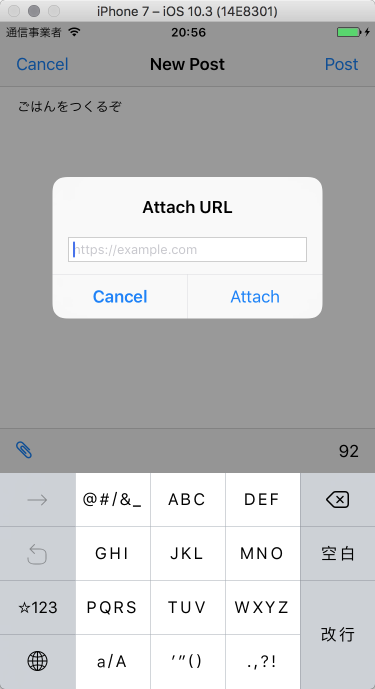 iPhone 7 – iOS 10.3 (14E8301)
通信事業者 20:56
Cancel New Post Post
ごはんをつくるぞ
Attach URL
https://example.com
Cancel Attach
92
@#/&_ ABC DEF
GHI JKL MNO 空白
☆123 PQRS TUV WXYZ
a/A ’”() .,?! 改行